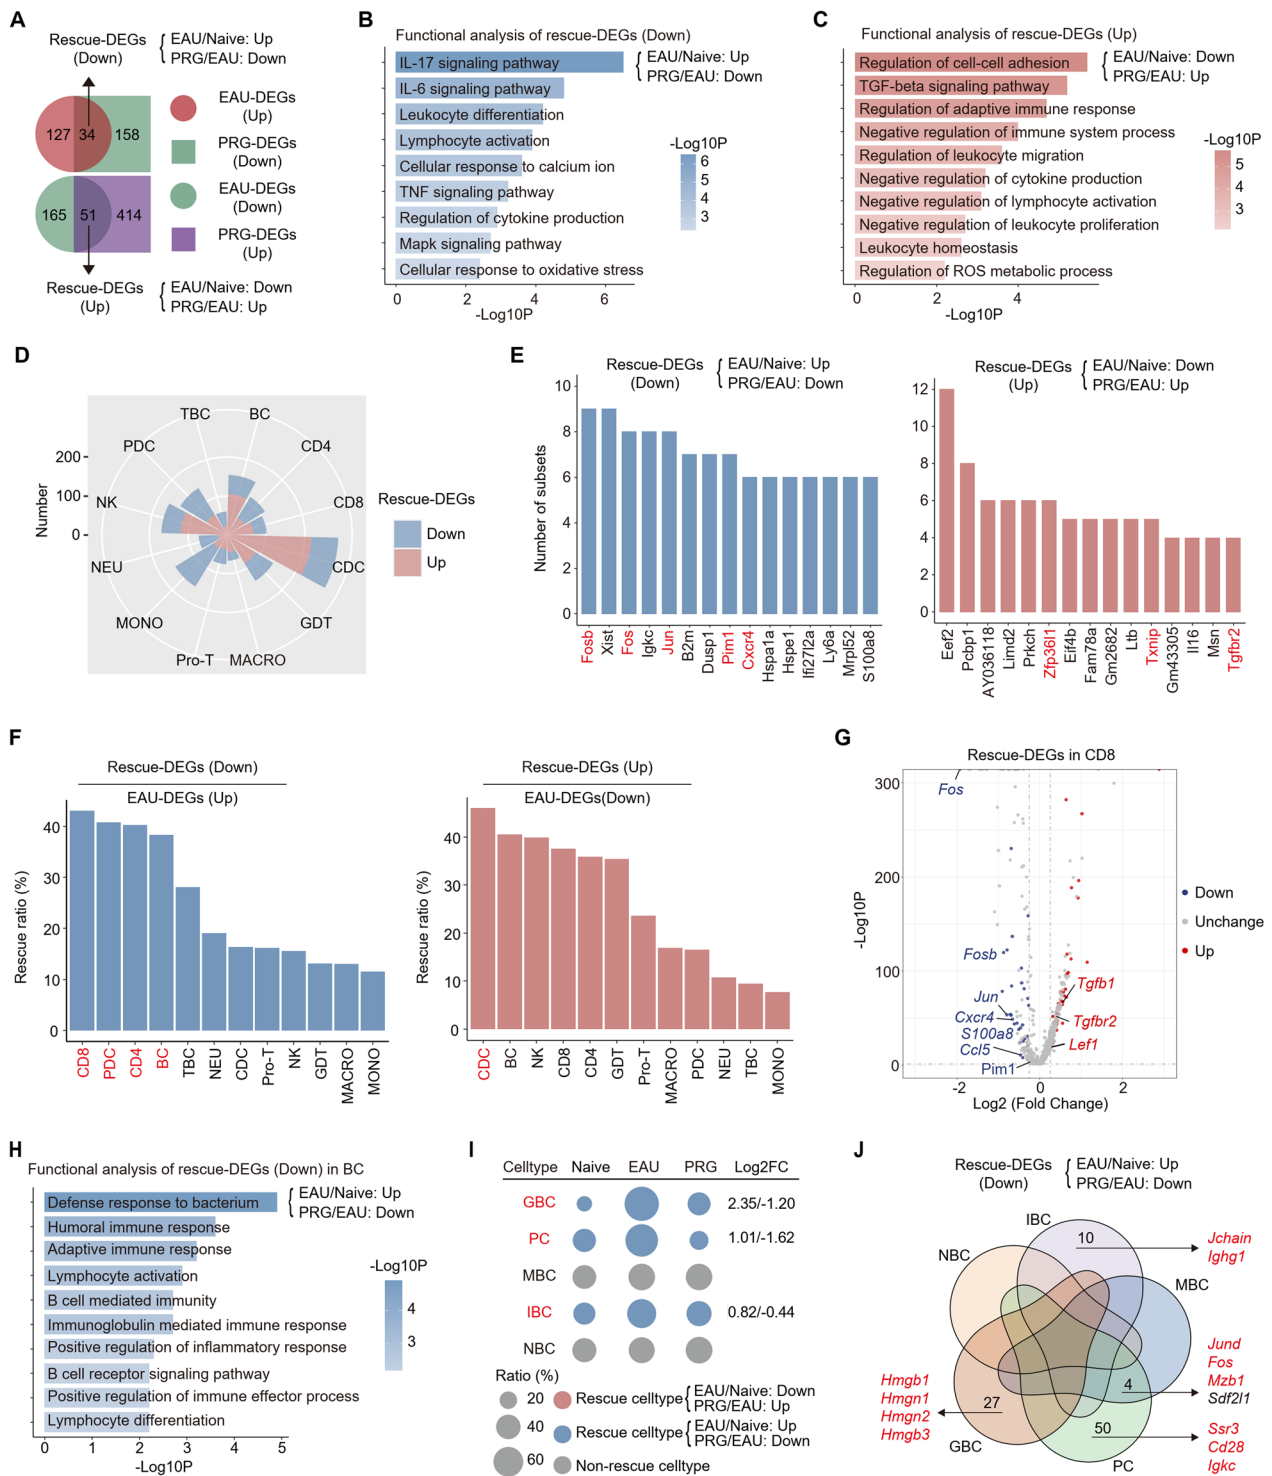 A
Rescue-DEGs
(Down)
EAU/Naive: Up
PRG/EAU: Down
127
34
158
165
51
414
EAU-DEGs
(Up)
PRG-DEGs
(Down)
EAU-DEGs
(Down)
PRG-DEGs
(Up)
Rescue-DEGs
(Up)
EAU/Naive: Down
PRG/EAU: Up
B
Functional analysis of rescue-DEGs (Down)
EAU/Naive: Up
PRG/EAU: Down
IL-17 signaling pathway
IL-6 signaling pathway
Leukocyte differentiation
Lymphocyte activation
Cellular response to calcium ion
TNF signaling pathway
Regulation of cytokine production
Mapk signaling pathway
Cellular response to oxidative stress
0
2
4
6
-Log10P
-Log10P
6
5
4
3
C
Functional analysis of rescue-DEGs (Up)
EAU/Naive: Down
PRG/EAU: Up
Regulation of cell-cell adhesion
TGF-beta signaling pathway
Regulation of adaptive immune response
Negative regulation of immune system process
Regulation of leukocyte migration
Negative regulation of cytokine production
Negative regulation of lymphocyte activation
Negative regulation of leukocyte proliferation
Leukocyte homeostasis
Regulation of ROS metabolic process
0
2
4
-Log10P
-Log10P
5
4
3
D
Number
200
100
0
TBC
BC
PDC
CD4
NK
CD8
NEU
CDC
MONO
GDT
Pro-T
MACRO
Rescue-DEGs
Down
Up
E
Rescue-DEGs
(Down)
EAU/Naive: Up
PRG/EAU: Down
Number of subsets
10
8
6
4
2
0
Fosb
Xist
Fos
Igkc
Jun
B2m
Dusp1
Pim1
Cxcr4
Hspa1a
Hspe1
Ifi27l2a
Ly6a
Mrpl52
S100a8
Rescue-DEGs
(Up)
EAU/Naive: Down
PRG/EAU: Up
12
10
8
6
4
2
0
Eef2
Pcbp1
AY036118
Limd2
Prkch
Zfp36l1
Eif4b
Fam78a
Gm2682
Ltb
Txnip
Gm43305
Il16
Msn
Tgfbr2
F
Rescue-DEGs (Down)
EAU-DEGs (Up)
Rescue ratio (%)
40
30
20
10
0
CD8
PDC
CD4
BC
TBC
NEU
CDC
Pro-T
NK
GDT
MACRO
MONO
Rescue-DEGs (Up)
EAU-DEGs(Down)
Rescue ratio (%)
40
30
20
10
0
CDC
BC
NK
CD8
CD4
GDT
Pro-T
MACRO
PDC
NEU
TBC
MONO
G
Rescue-DEGs in CD8
-Log10P
300
200
100
0
Fos
Fosb
Jun
Cxcr4
S100a8
Ccl5
Pim1
Tgfb1
Tgfbr2
Lef1
-2
0
2
Log2 (Fold Change)
Down
Unchange
Up
H
Functional analysis of rescue-DEGs (Down) in BC
EAU/Naive: Up
PRG/EAU: Down
Defense response to bacterium
Humoral immune response
Adaptive immune response
Lymphocyte activation
B cell mediated immunity
Immunoglobulin mediated immune response
Positive regulation of inflammatory response
B cell receptor signaling pathway
Positive regulation of immune effector process
Lymphocyte differentiation
0
1
2
3
4
5
-Log10P
-Log10P
4
3
I
Celltype Naive EAU PRG Log2FC
GBC 2.35/-1.20
PC 1.01/-1.62
MBC
IBC 0.82/-0.44
NBC
Ratio (%)
20
40
60
Rescue celltype
EAU/Naive: Down
PRG/EAU: Up
Rescue celltype
EAU/Naive: Up
PRG/EAU: Down
Non-rescue celltype
J
Rescue-DEGs
(Down)
EAU/Naive: Up
PRG/EAU: Down
IBC
NBC
MBC
GBC
PC
10
4
50
27
Jchain
Ighg1
Jund
Fos
Mzb1
Sdf2l1
Ssr3
Cd28
Igkc
Hmgb1
Hmgn1
Hmgn2
Hmgb3